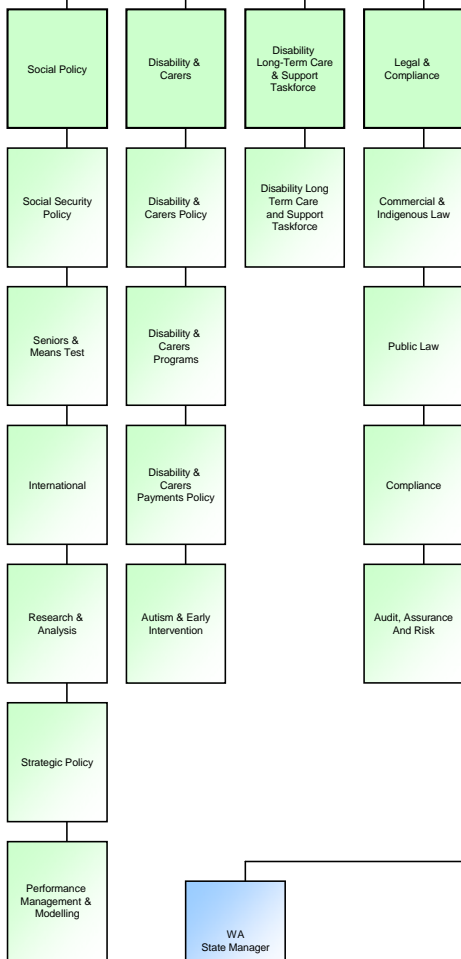 Social Policy
Disability &
Carers
Disability
Long-Term Care
& Support
Taskforce
Legal &
Compliance
Social Security
Policy
Disability &
Carers Policy
Disability Long
Term Care
and Support
Taskforce
Commercial &
Indigenous Law
Seniors &
Means Test
Disability &
Carers
Programs
Public Law
International
Disability &
Carers
Payments Policy
Compliance
Research &
Analysis
Autism & Early
Intervention
Audit, Assurance
And Risk
Strategic Policy
Performance
Management &
Modelling
WA
State Manager